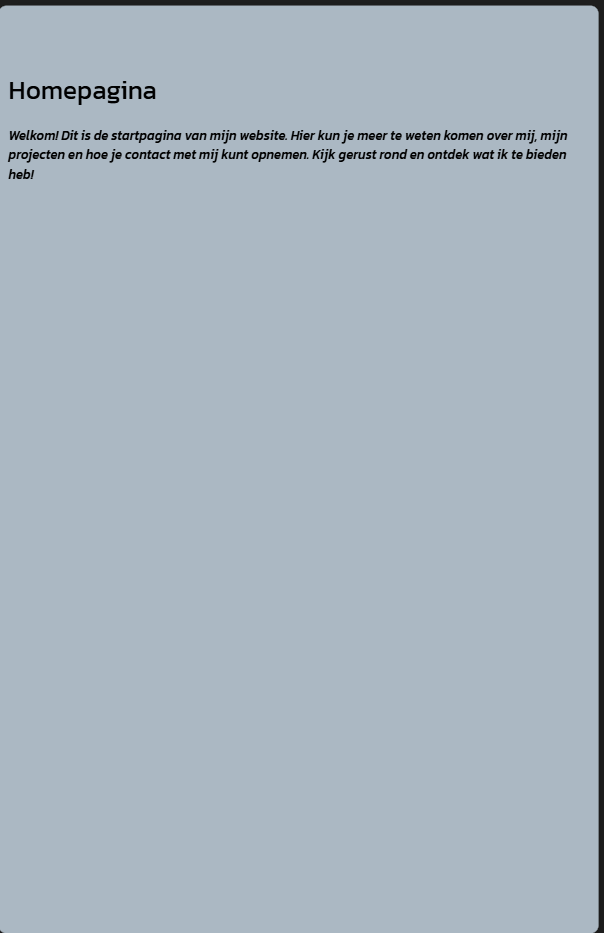 Homepagina
Welkom! Dit is de startpagina van mijn website. Hier kun je meer te weten komen over mij, mijn
projecten en hoe je contact met mij kunt opnemen. Kijk gerust rond en ontdek wat ik te bieden
heb!